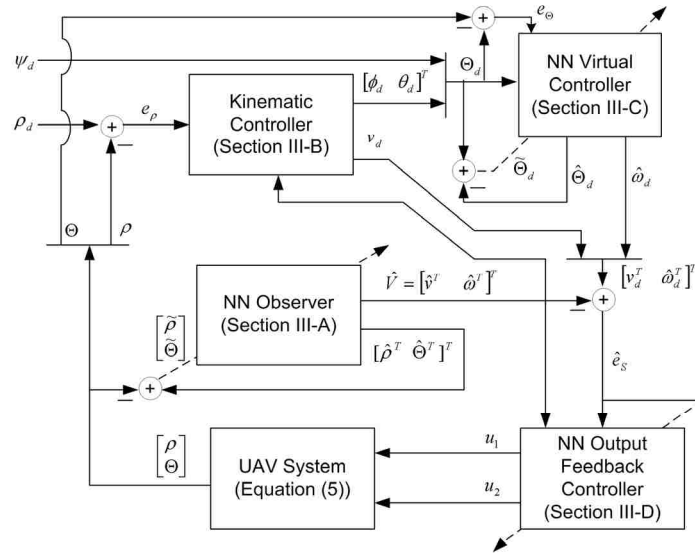 e_Θ
ψ_d
Θ_d
NN Virtual
Controller
(Section III-C)
[ϕ_d θ_d]^T
Kinematic
Controller
(Section III-B)
ρ_d
e_ρ
v_d
Θ̃_d
Θ̂_d
ω̂_d
Θ
ρ
NN Observer
(Section III-A)
V̂ = [v̂^T ω̂^T]^T
[v_d^T ω̂_d^T]^T
[ρ̃
Θ̃]
[ρ̂^T Θ̂^T]^T
ê_S
[ρ
Θ]
UAV System
(Equation (5))
u_1
u_2
NN Output
Feedback
Controller
(Section III-D)